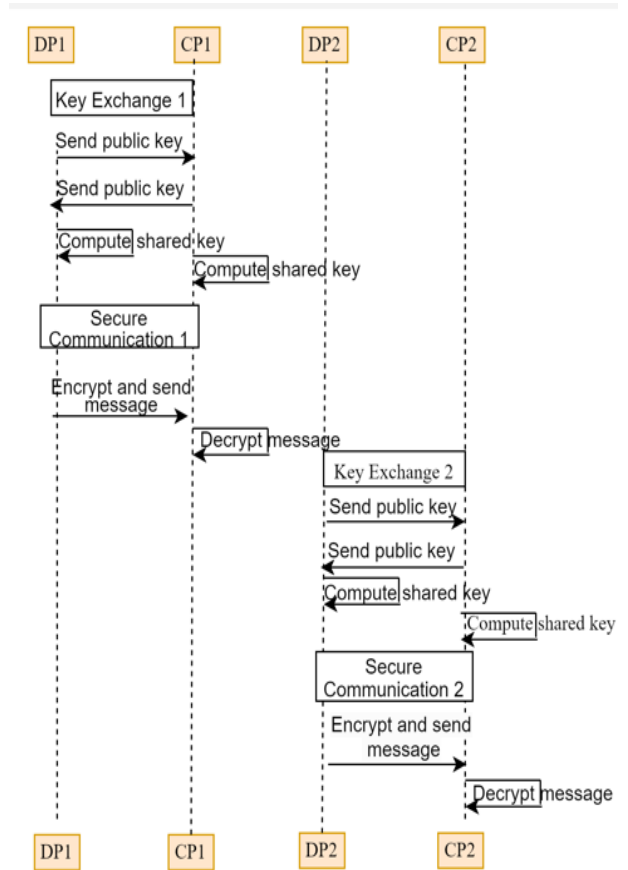 DP1 CP1 DP2 CP2
Key Exchange 1
Send public key
Send public key
Compute shared key
Compute shared key
Secure
Communication 1
Encrypt and send
message
Decrypt message
Key Exchange 2
Send public key
Send public key
Compute shared key
Compute shared key
Secure
Communication 2
Encrypt and send
message
Decrypt message
DP1 CP1 DP2 CP2